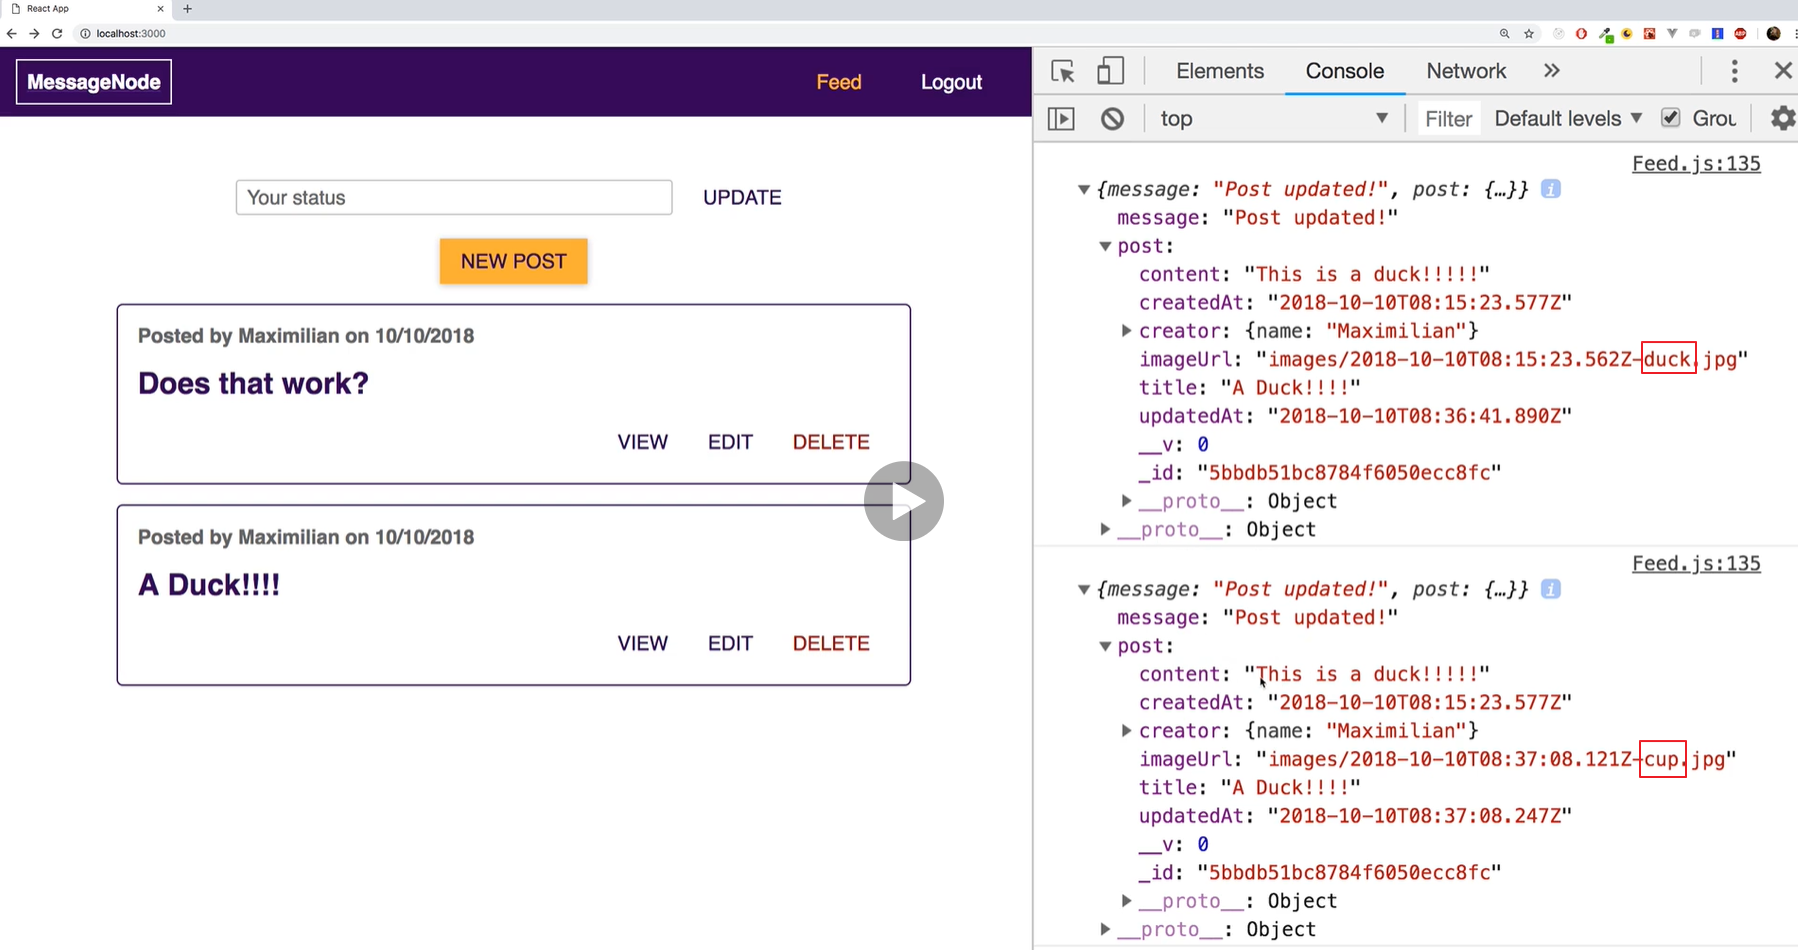 React App
localhost:3000
MessageNode
Feed
Logout
Your status
UPDATE
NEW POST
Posted by Maximilian on 10/10/2018
Does that work?
VIEW EDIT DELETE
Posted by Maximilian on 10/10/2018
A Duck!!!!
VIEW EDIT DELETE
Elements Console Network
top Filter Default levels Grou
Feed.js:135
{message: "Post updated!", post: {…}}
message: "Post updated!"
post:
content: "This is a duck!!!!!"
createdAt: "2018-10-10T08:15:23.577Z"
creator: {name: "Maximilian"}
imageUrl: "images/2018-10-10T08:15:23.562Z-duck.jpg"
title: "A Duck!!!!"
updatedAt: "2018-10-10T08:36:41.890Z"
__v: 0
_id: "5bbdb51bc8784f6050ecc8fc"
__proto__: Object
__proto__: Object
Feed.js:135
{message: "Post updated!", post: {…}}
message: "Post updated!"
post:
content: "This is a duck!!!!!"
createdAt: "2018-10-10T08:15:23.577Z"
creator: {name: "Maximilian"}
imageUrl: "images/2018-10-10T08:37:08.121Z-cup.jpg"
title: "A Duck!!!!"
updatedAt: "2018-10-10T08:37:08.247Z"
__v: 0
_id: "5bbdb51bc8784f6050ecc8fc"
__proto__: Object
__proto__: Object